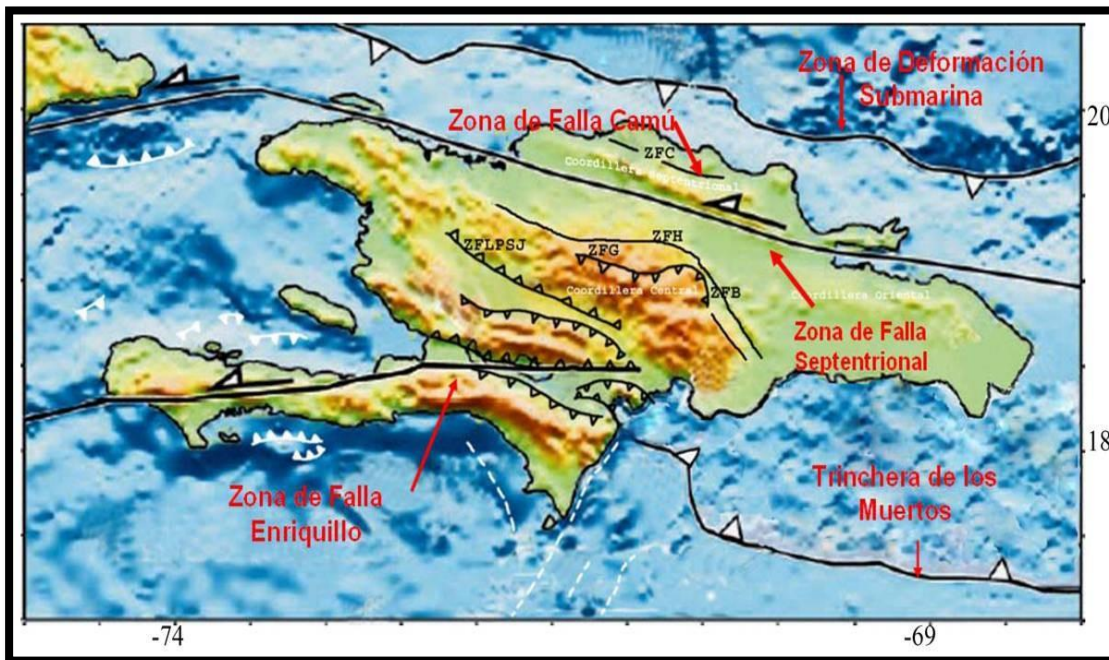 Zona de Deformación
Submarina
20
Zona de Falla Camú
ZFC
Coordillera Septentrional
ZFLPSJ
ZFG
ZFH
Coordillera Central
ZFB
Coordillera Oriental
Zona de Falla
Septentrional
18
Zona de Falla
Enriquillo
Trinchera de los
Muertos
-74
-69